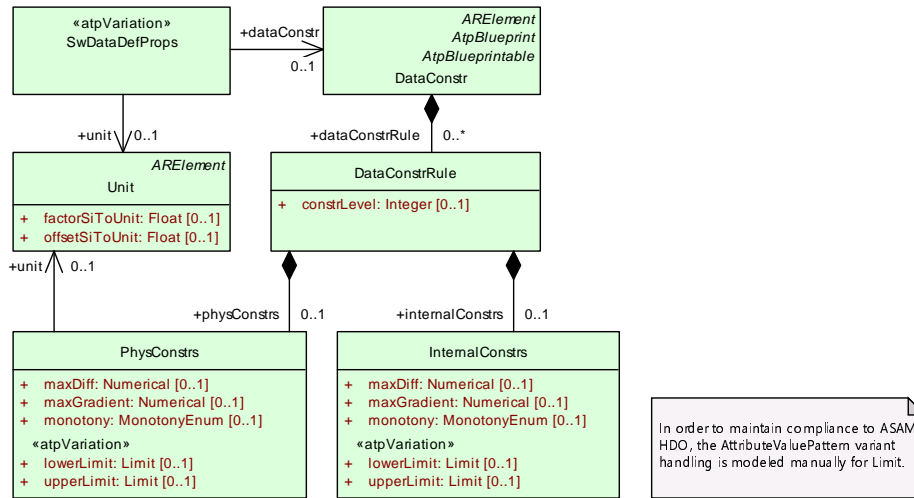 «atpVariation»
SwDataDefProps
+dataConstr
0..1
ARElement
AtpBlueprint
AtpBlueprintable
DataConstr
+unit
0..1
+dataConstrRule
0..*
ARElement
Unit
+ factorSiToUnit: Float [0..1]
+ offsetSiToUnit: Float [0..1]
DataConstrRule
+ constrLevel: Integer [0..1]
+unit
0..1
+physConstrs
0..1
+internalConstrs
0..1
PhysConstrs
+ maxDiff: Numerical [0..1]
+ maxGradient: Numerical [0..1]
+ monotony: MonotonyEnum [0..1]
«atpVariation»
+ lowerLimit: Limit [0..1]
+ upperLimit: Limit [0..1]
InternalConstrs
+ maxDiff: Numerical [0..1]
+ maxGradient: Numerical [0..1]
+ monotony: MonotonyEnum [0..1]
«atpVariation»
+ lowerLimit: Limit [0..1]
+ upperLimit: Limit [0..1]
In order to maintain compliance to ASAM
HDO, the AttributeValuePattern variant
handling is modeled manually for Limit.